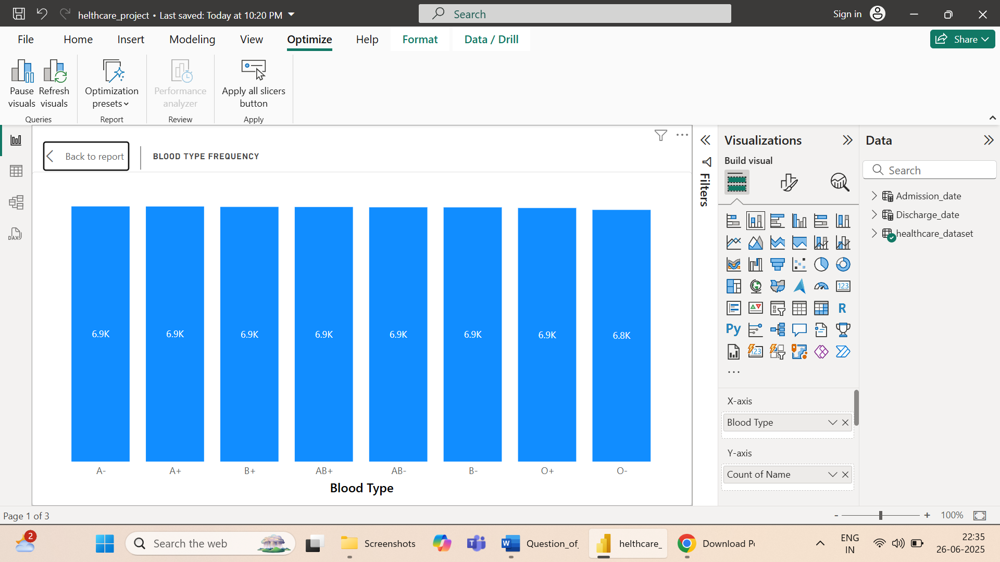 helthcare_project • Last saved: Today at 10:20 PM
Search
Sign in
File
Home
Insert
Modeling
View
Optimize
Help
Format
Data / Drill
Share
Pause visuals
Refresh visuals
Optimization presets
Performance analyzer
Apply all slicers button
Queries
Report
Review
Apply
Back to report
BLOOD TYPE FREQUENCY
6.9K
6.9K
6.9K
6.9K
6.9K
6.9K
6.9K
6.8K
A-
A+
B+
AB+
AB-
B-
O+
O-
Blood Type
Filters
Visualizations
Build visual
123
R
Py
123
...
X-axis
Blood Type
Y-axis
Count of Name
Data
Search
Admission_date
Discharge_date
healthcare_dataset
DAX
Page 1 of 3
- + 100%
2
Search the web
Screenshots
T
W
Question_of
helthcare_
Download
ENG
IN
22:35
26-06-2025